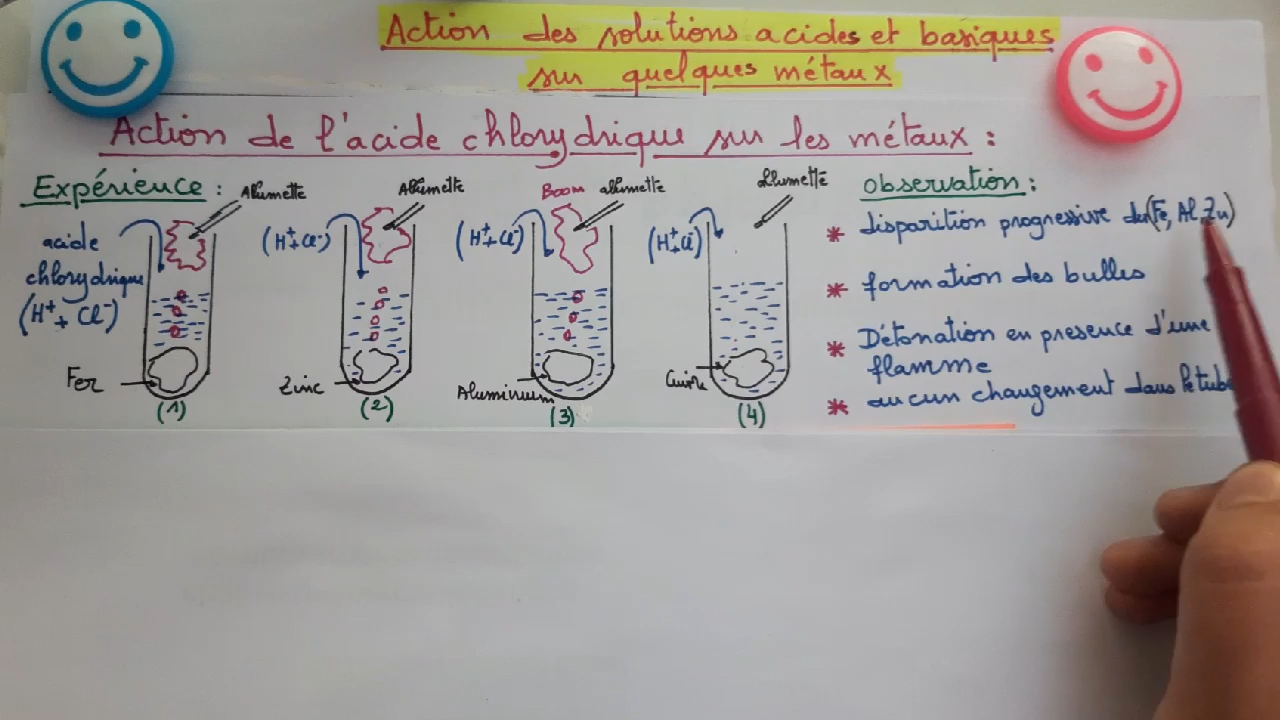 Action des solutions acides et basiques
sur quelques métaux
Action de l'acide chlorydrique sur les métaux :
Expérience :
Allumette
Allumette
BOOM allumette
Allumette
acide
chlorydrique
(H⁺ + Cl⁻)
(H⁺+Cl⁻)
(H⁺+Cl⁻)
(H⁺+Cl⁻)
Fer
Zinc
Aluminium
Cuivre
(1)
(2)
(3)
(4)
Observation :
* disparition progressive du (Fe, Al, Zn)
* formation des bulles
* Détonation en presence d'une
flamme
* aucun changement dans le tube